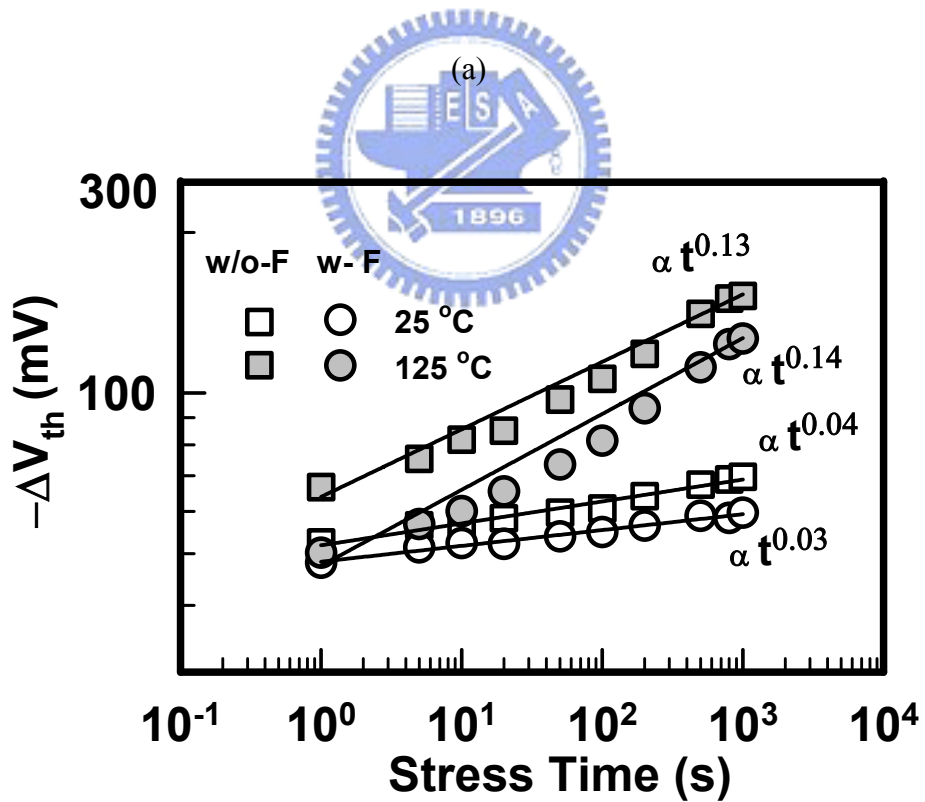 (a)
E S A
1896
300
w/o-F w- F
α t^0.13
25 °C
125 °C
α t^0.14
100
α t^0.04
α t^0.03
−ΔV_th (mV)
10^-1 10^0 10^1 10^2 10^3 10^4
Stress Time (s)